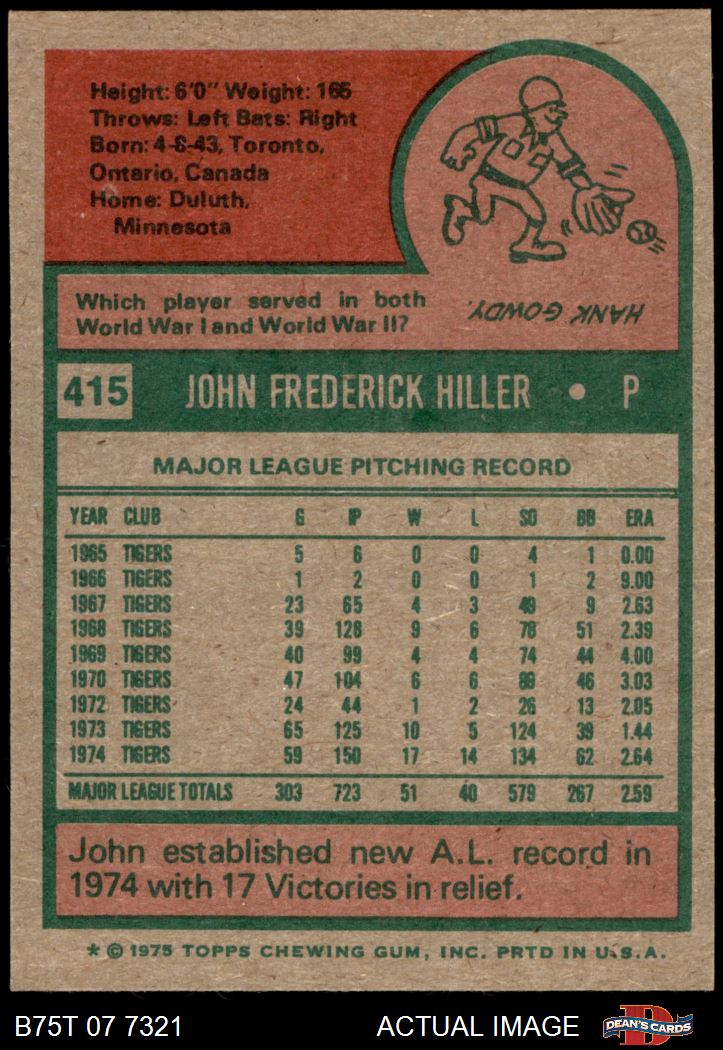 Height: 6'0" Weight: 165
Throws: Left Bats: Right
Born: 4-8-43, Toronto,
Ontario, Canada
Home: Duluth,
Minnesota
Which player served in both
World War I and World War II?
HANK GOWDY.
415 JOHN FREDERICK HILLER • P
MAJOR LEAGUE PITCHING RECORD
YEAR CLUB G IP W L SO BB ERA
1965 TIGERS 5 6 0 0 4 1 0.00
1966 TIGERS 1 2 0 0 1 2 9.00
1967 TIGERS 23 65 4 3 49 9 2.63
1968 TIGERS 39 128 9 6 78 51 2.39
1969 TIGERS 40 99 4 4 74 44 4.00
1970 TIGERS 47 104 6 6 89 46 3.03
1972 TIGERS 24 44 1 2 26 13 2.05
1973 TIGERS 65 125 10 5 124 39 1.44
1974 TIGERS 59 150 17 14 134 62 2.64
MAJOR LEAGUE TOTALS 303 723 51 40 579 267 2.59
John established new A.L. record in
1974 with 17 Victories in relief.
* © 1975 TOPPS CHEWING GUM, INC. PRTD IN U.S.A.
B75T 07 7321 ACTUAL IMAGE DEAN'S CARDS